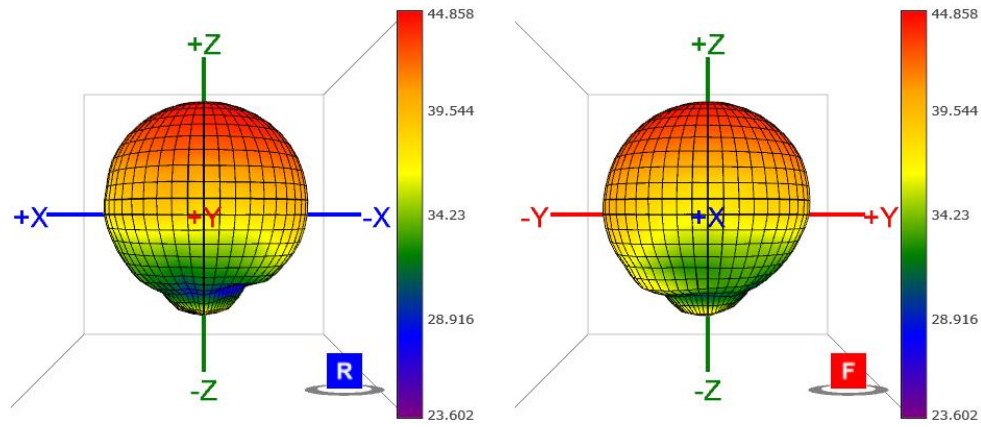 +Z
44.858
39.544
+X
+Y
-X
34.23
28.916
R
-Z
23.602
+Z
44.858
39.544
-Y
+X
+Y
34.23
28.916
F
-Z
23.602